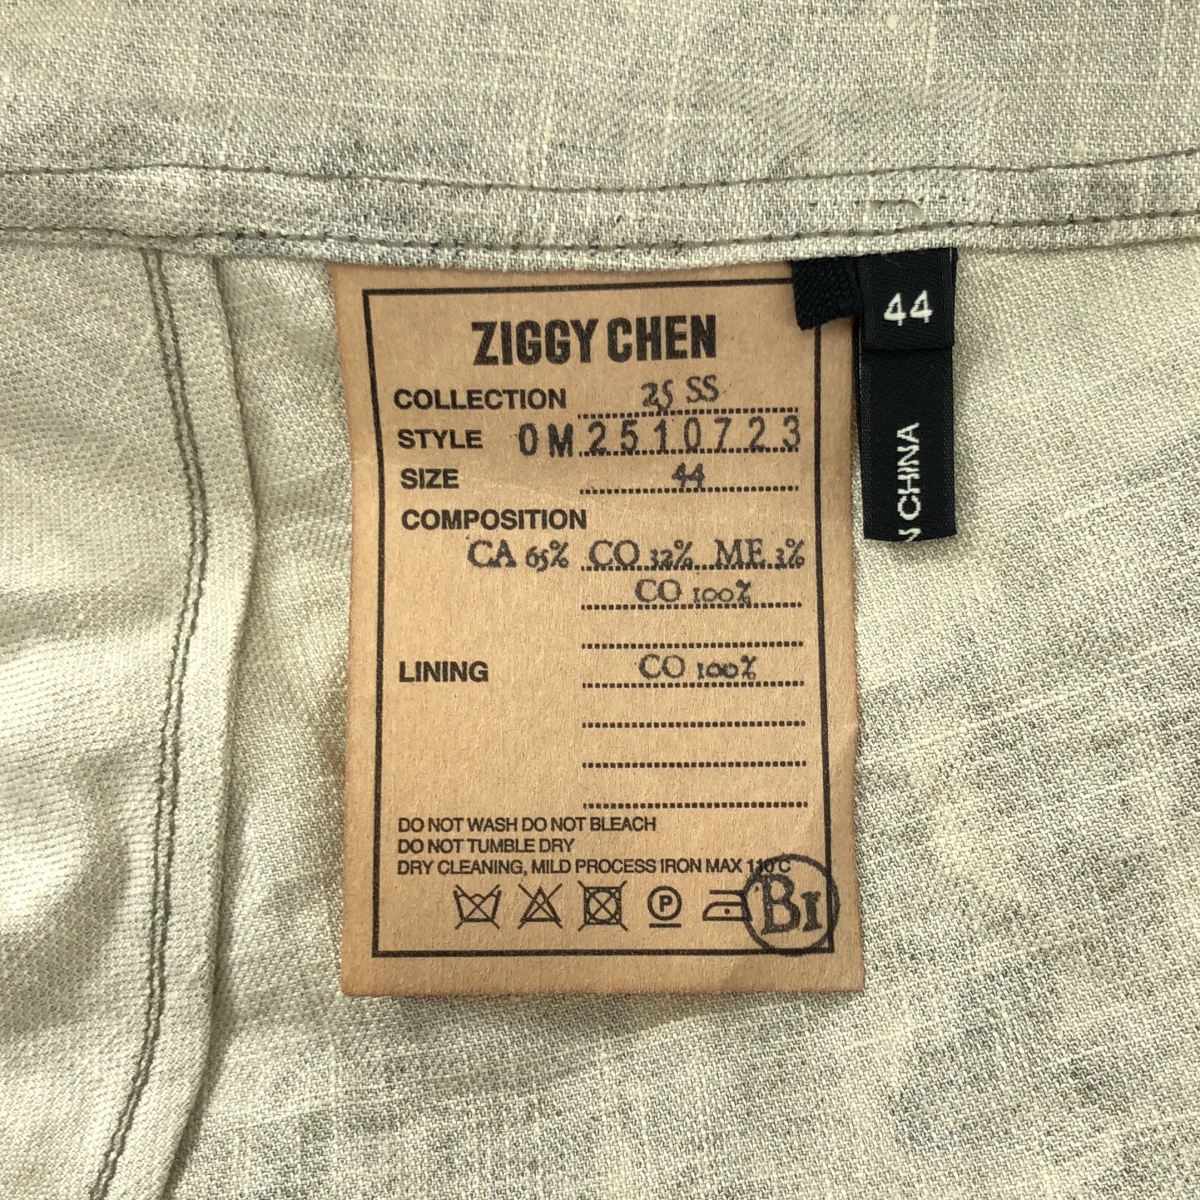 ZIGGY CHEN
COLLECTION 25 SS
STYLE 0M2510723
SIZE 44
COMPOSITION
CA 65% CO 32% ME 3%
CO 100%
LINING CO 100%
DO NOT WASH DO NOT BLEACH
DO NOT TUMBLE DRY
DRY CLEANING, MILD PROCESS IRON MAX 110°C
P
B1
44
N CHINA